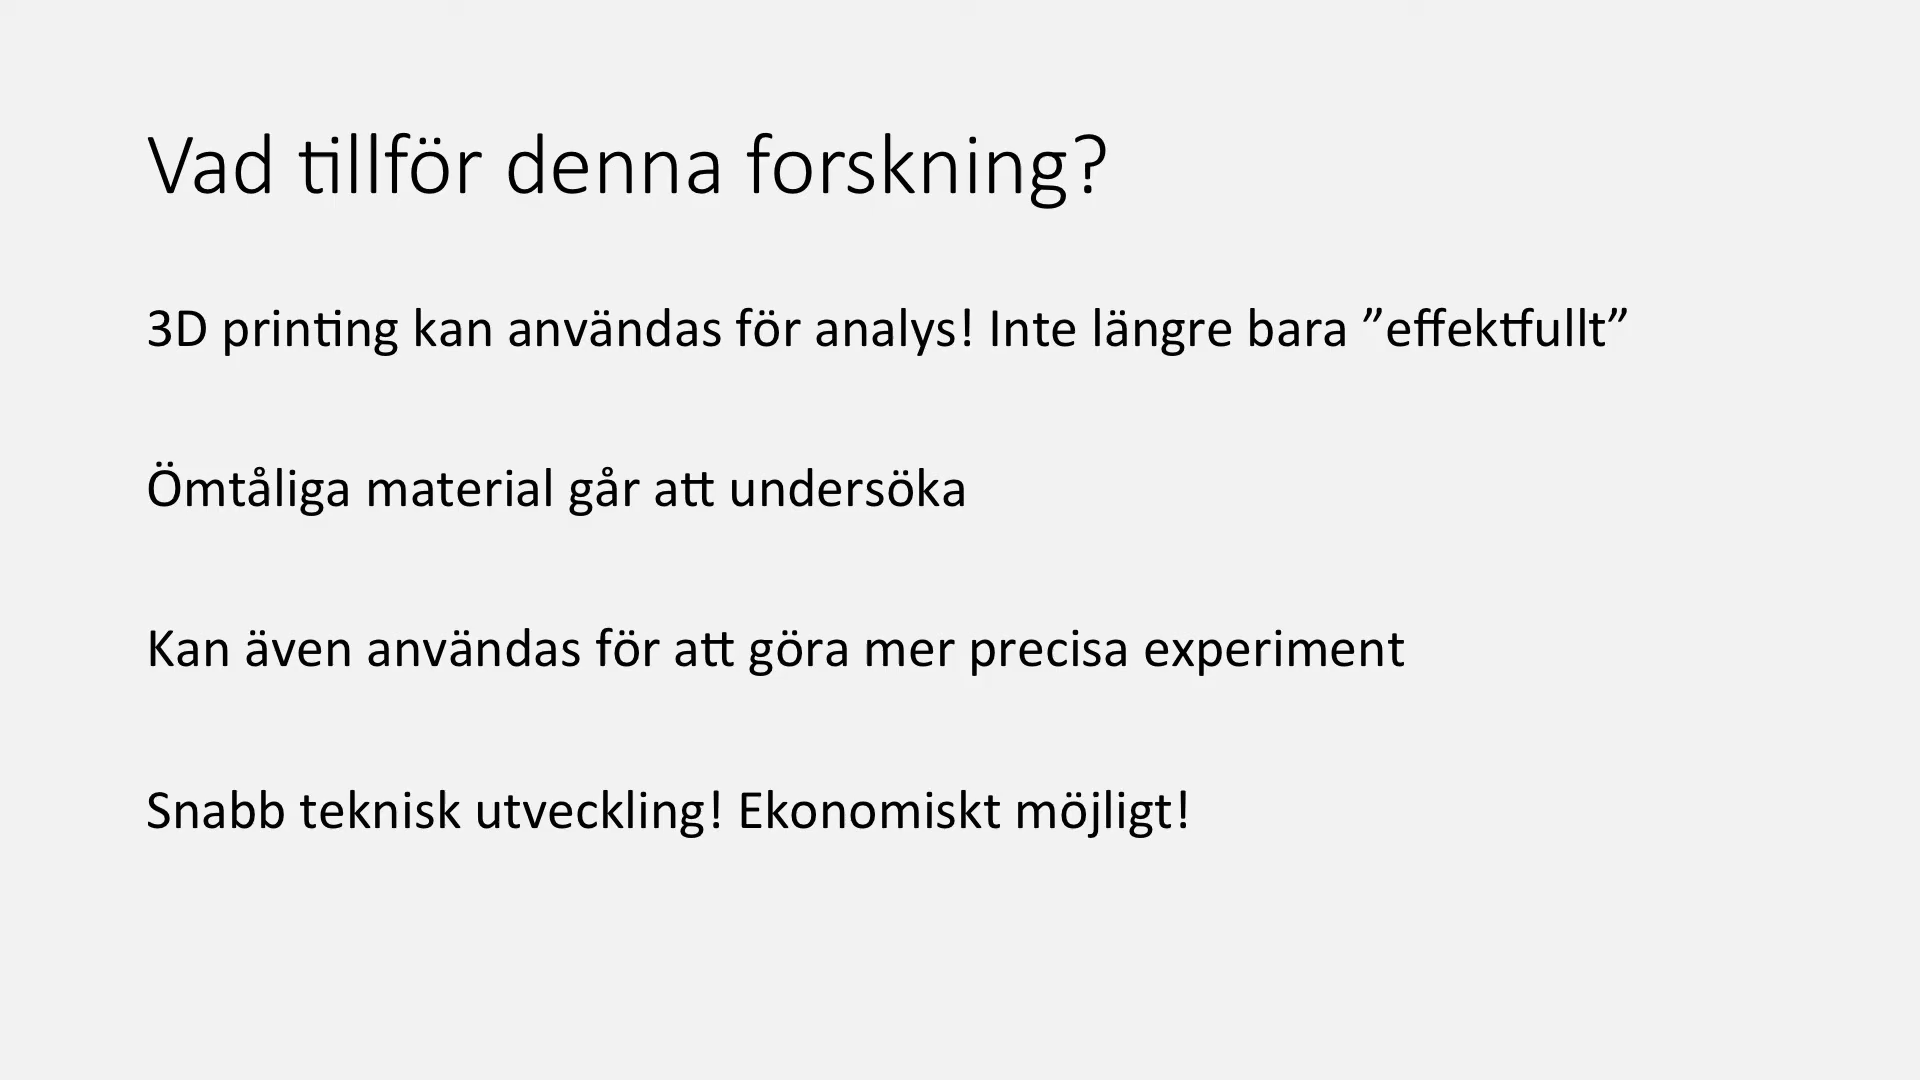 Vad tillför denna forskning?
3D printing kan användas för analys! Inte längre bara ”effektfullt”
Ömtåliga material går att undersöka
Kan även användas för att göra mer precisa experiment
Snabb teknisk utveckling! Ekonomiskt möjligt!